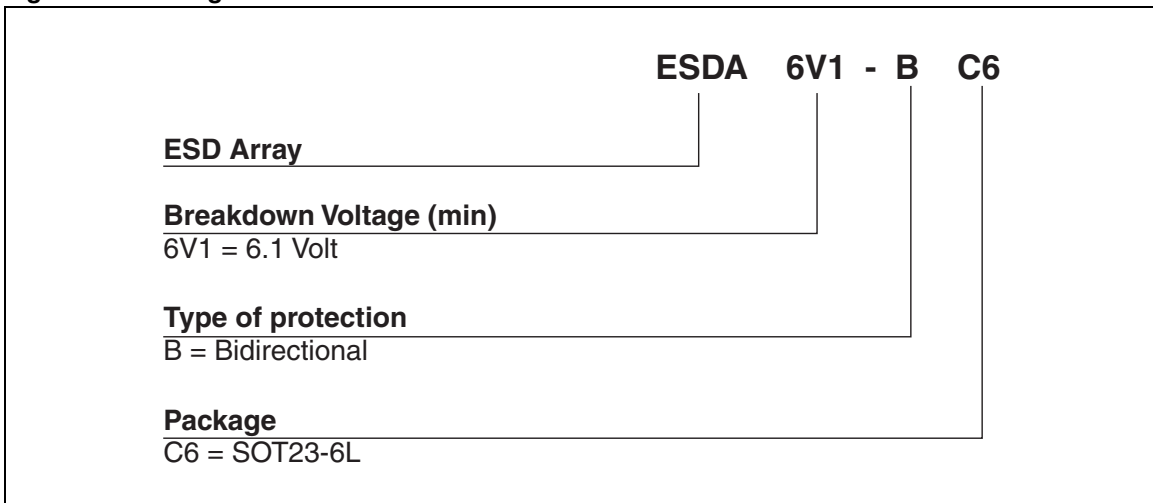 ESDA 6V1 - B C6
ESD Array
Breakdown Voltage (min)
6V1 = 6.1 Volt
Type of protection
B = Bidirectional
Package
C6 = SOT23-6L